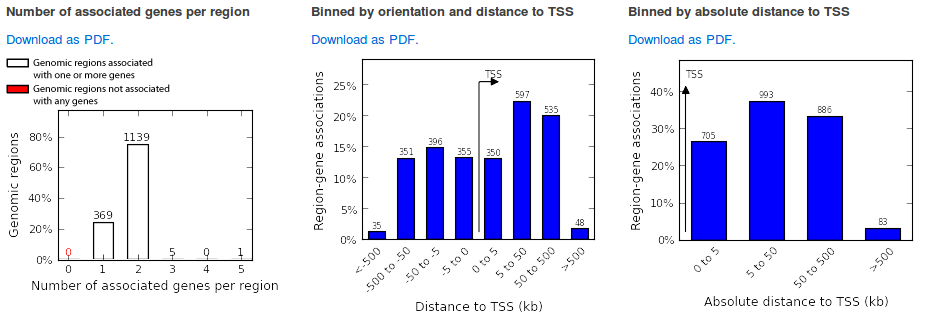 Number of associated genes per region
Download as PDF.
Genomic regions associated
with one or more genes
Genomic regions not associated
with any genes
Genomic regions
80%
60%
40%
20%
0%
0
369
1139
5
0
1
0
1
2
3
4
5
Number of associated genes per region
Binned by orientation and distance to TSS
Download as PDF.
Region-gene associations
25%
20%
15%
10%
5%
0%
TSS
35
351
396
355
350
597
535
48
<-500
-500 to -50
-50 to -5
-5 to 0
0 to 5
5 to 50
50 to 500
>500
Distance to TSS (kb)
Binned by absolute distance to TSS
Download as PDF.
Region-gene associations
40%
30%
20%
10%
0%
TSS
705
993
886
83
0 to 5
5 to 50
50 to 500
>500
Absolute distance to TSS (kb)